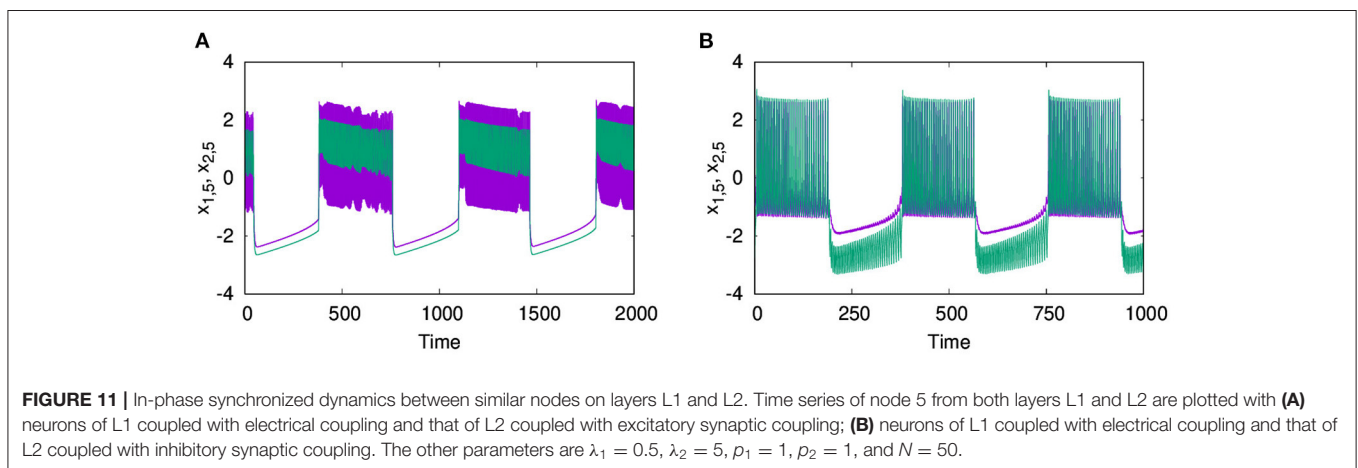 A
B
4
2
0
-2
-4
x1,5, x2,5
0
500
1000
1500
2000
Time
4
2
0
-2
-4
x1,5, x2,5
0
250
500
750
1000
Time
FIGURE 11 | In-phase synchronized dynamics between similar nodes on layers L1 and L2. Time series of node 5 from both layers L1 and L2 are plotted with (A)
neurons of L1 coupled with electrical coupling and that of L2 coupled with excitatory synaptic coupling; (B) neurons of L1 coupled with electrical coupling and that of
L2 coupled with inhibitory synaptic coupling. The other parameters are λ1 = 0.5, λ2 = 5, p1 = 1, p2 = 1, and N = 50.